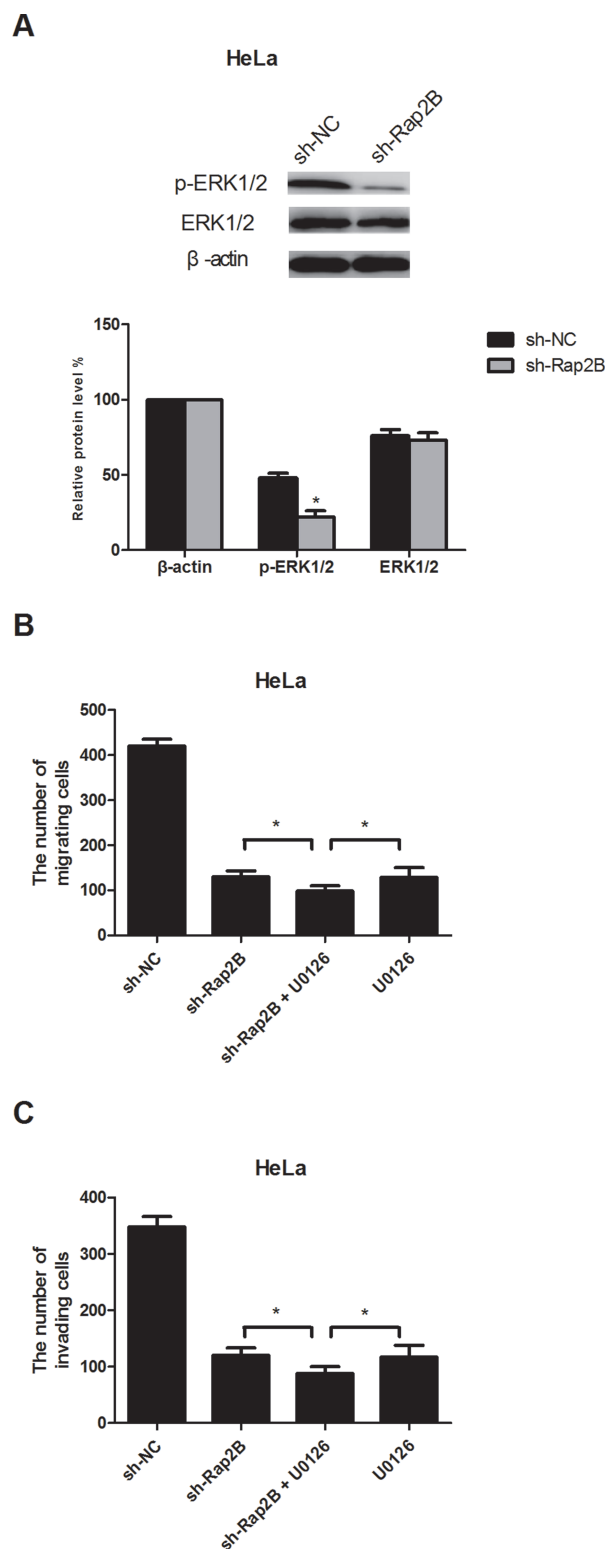 A
HeLa
sh-NC sh-Rap2B
p-ERK1/2
ERK1/2
β -actin
150
100
50
0
Relative protein level %
sh-NC
sh-Rap2B
*
β-actin p-ERK1/2 ERK1/2
B
HeLa
500
400
300
200
100
0
The number of
migrating cells
* *
sh-NC sh-Rap2B sh-Rap2B + U0126 U0126
C
HeLa
400
300
200
100
0
The number of
invading cells
* *
sh-NC sh-Rap2B sh-Rap2B + U0126 U0126